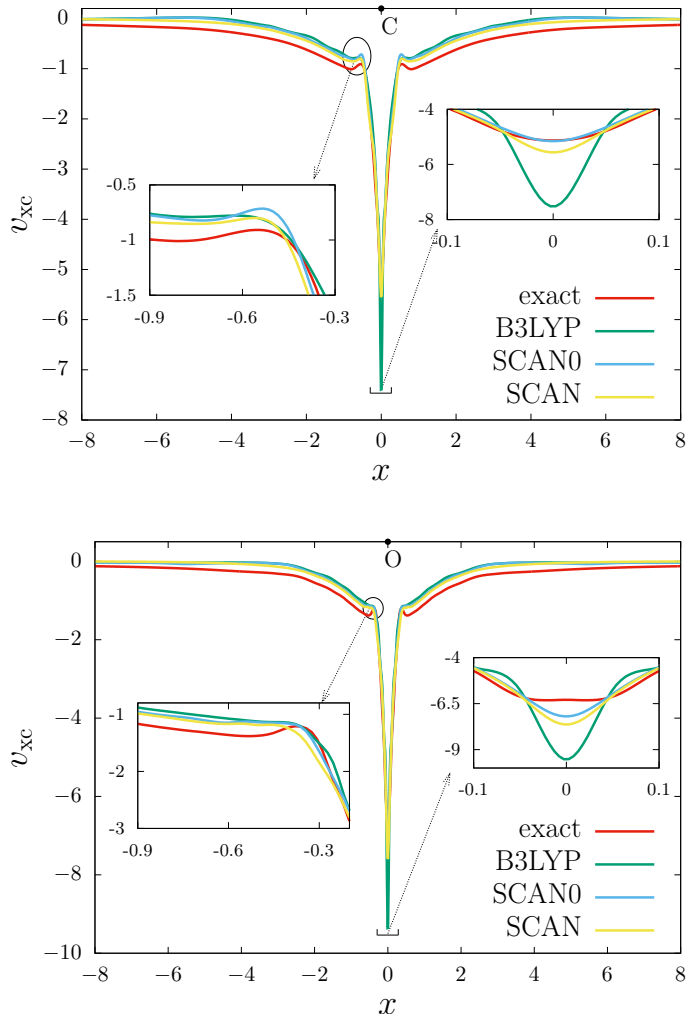 0
−1
−2
−3
−4
−5
−6
−7
−8
v_xc
C
-4
-6
-8
-0.1
0
0.1
-0.5
-1
-1.5
-0.9
-0.6
-0.3
exact
B3LYP
SCAN0
SCAN
−8 −6 −4 −2 0 2 4 6 8
x
0
−2
−4
−6
−8
−10
v_xc
O
-4
-6.5
-9
-0.1 0 0.1
-1
-2
-3
-0.9 -0.6 -0.3
exact
B3LYP
SCAN0
SCAN
−8 −6 −4 −2 0 2 4 6 8
x